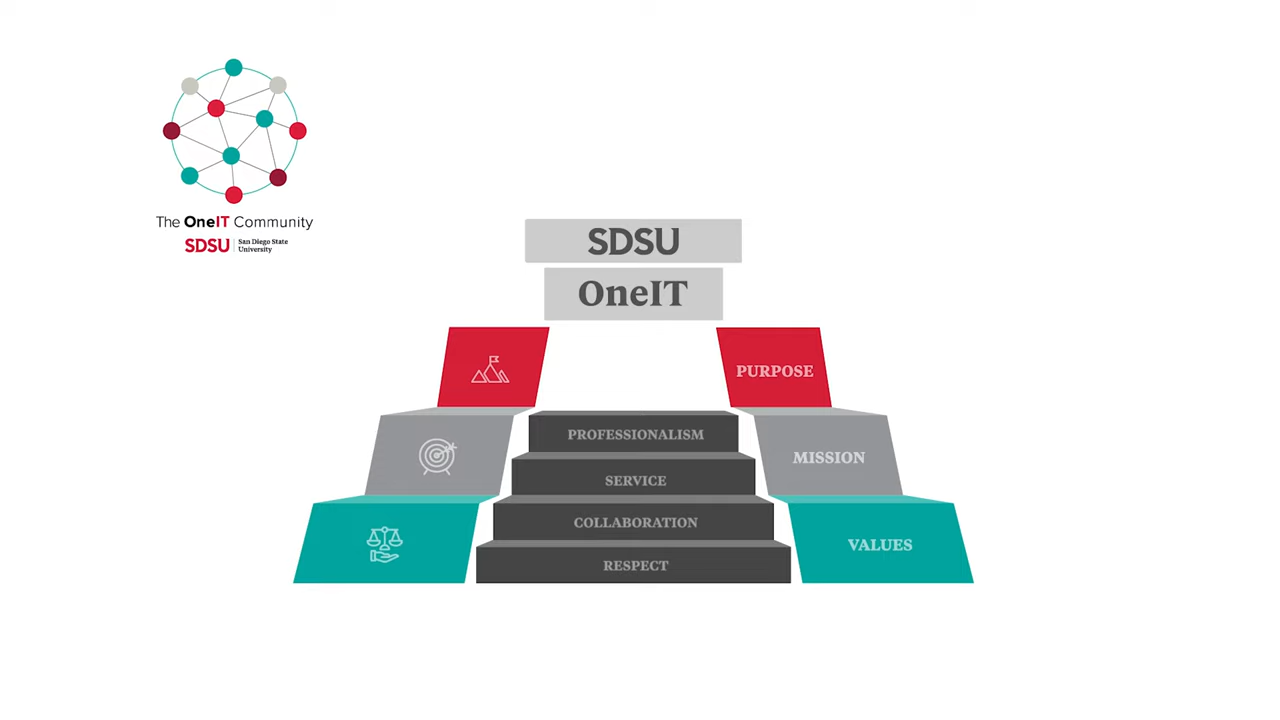 The OneIT Community
SDSU San Diego State
University
SDSU
OneIT
PURPOSE
PROFESSIONALISM
MISSION
SERVICE
COLLABORATION
VALUES
RESPECT